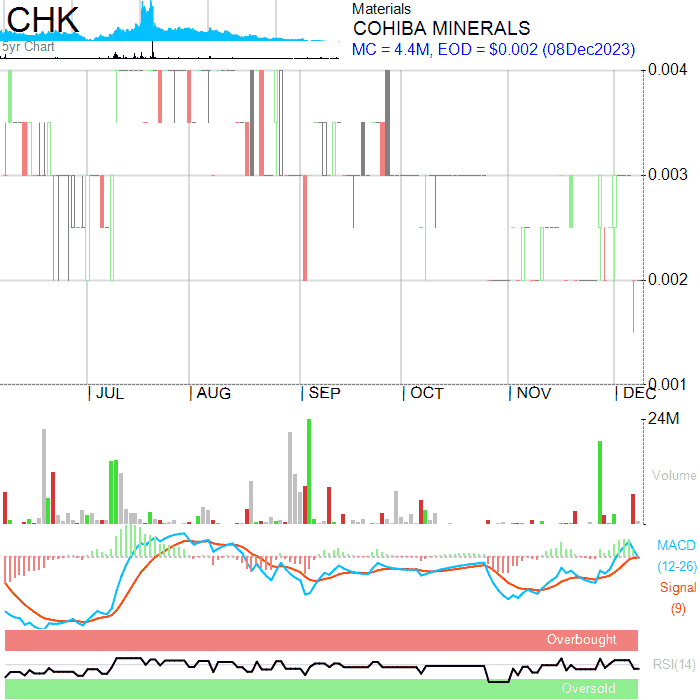 CHK
5yr Chart
Materials
COHIBA MINERALS
MC = 4.4M, EOD = $0.002 (08Dec2023)
0.004
0.003
0.002
0.001
JUL AUG SEP OCT NOV DEC
24M
Volume
MACD
(12-26)
Signal
(9)
Overbought
RSI(14)
Oversold